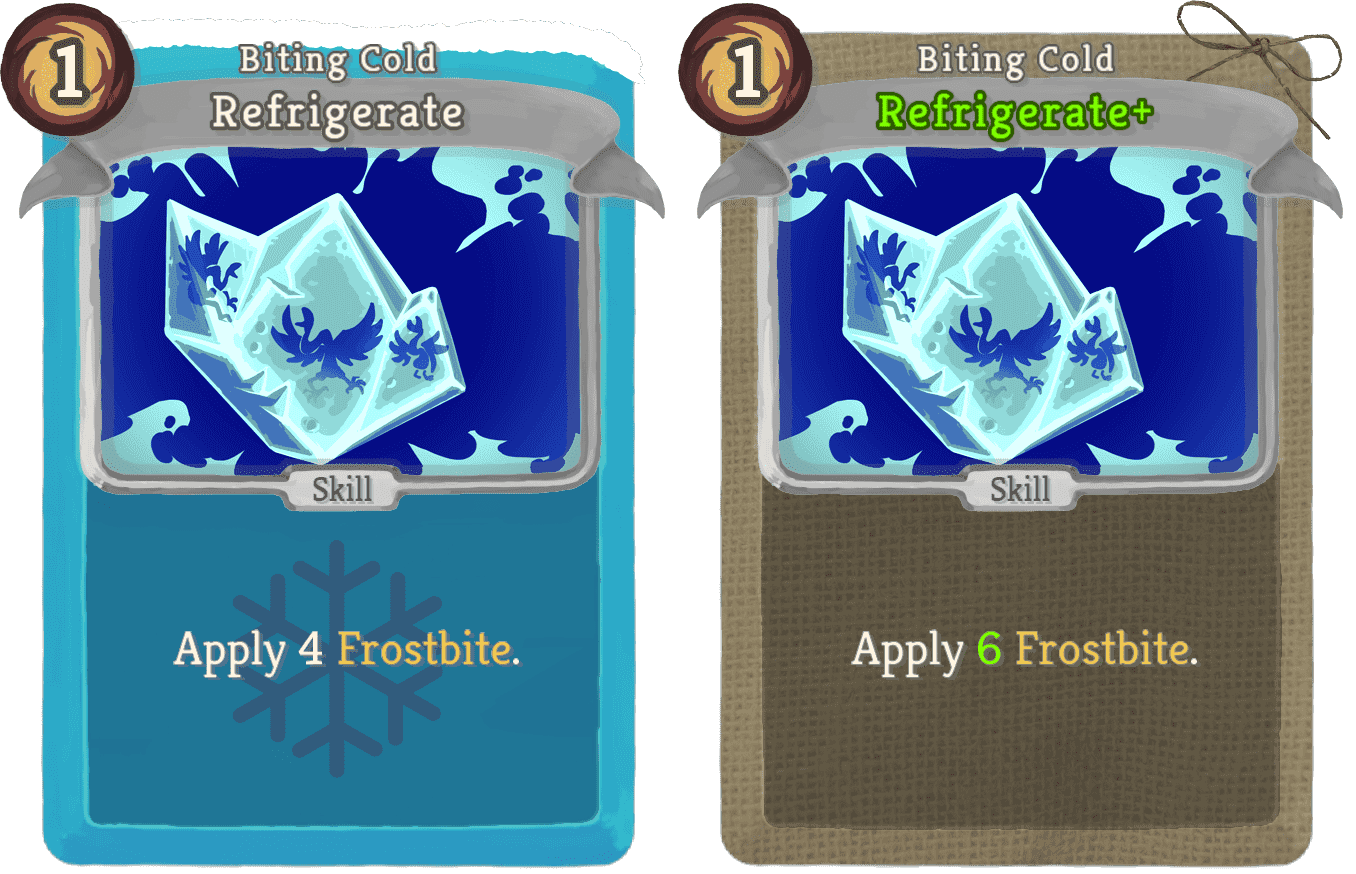 1
Biting Cold
Refrigerate
Skill
Apply 4 Frostbite.
1
Biting Cold
Refrigerate+
Skill
Apply 6 Frostbite.